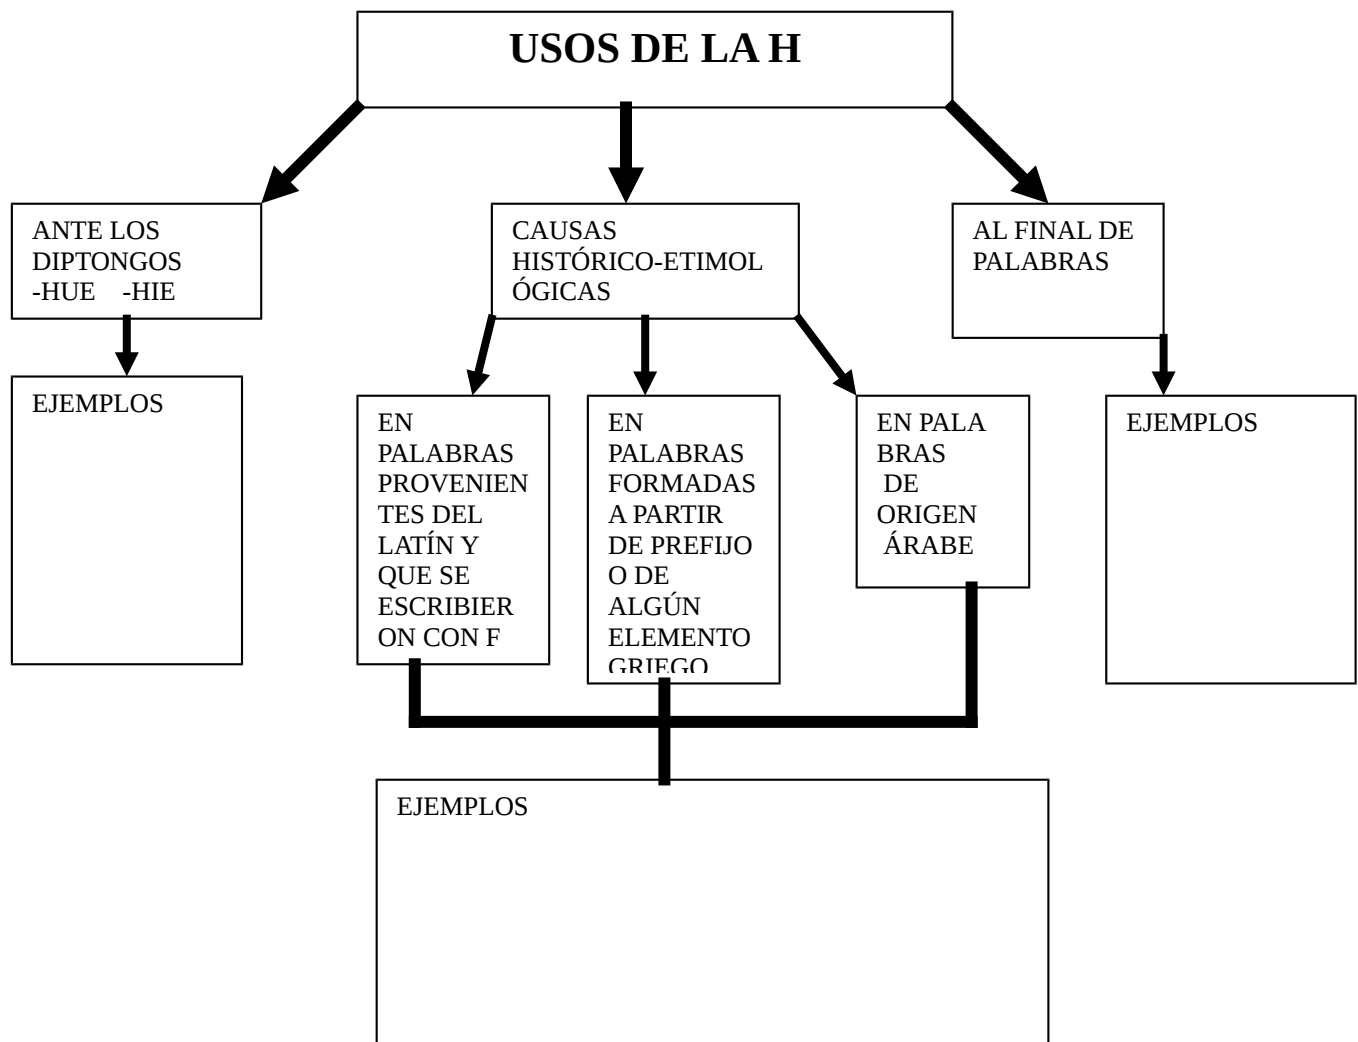 USOS DE LA H
ANTE LOS
DIPTONGOS
-HUE -HIE
CAUSAS
HISTÓRICO-ETIMOL
ÓGICAS
AL FINAL DE
PALABRAS
EJEMPLOS
EN
PALABRAS
PROVENIEN
TES DEL
LATÍN Y
QUE SE
ESCRIBIER
ON CON F
EN
PALABRAS
FORMADAS
A PARTIR
DE PREFIJO
O DE
ALGÚN
ELEMENTO
GRIEGO
EN PALA
BRAS
DE
ORIGEN
ÁRABE
EJEMPLOS
EJEMPLOS